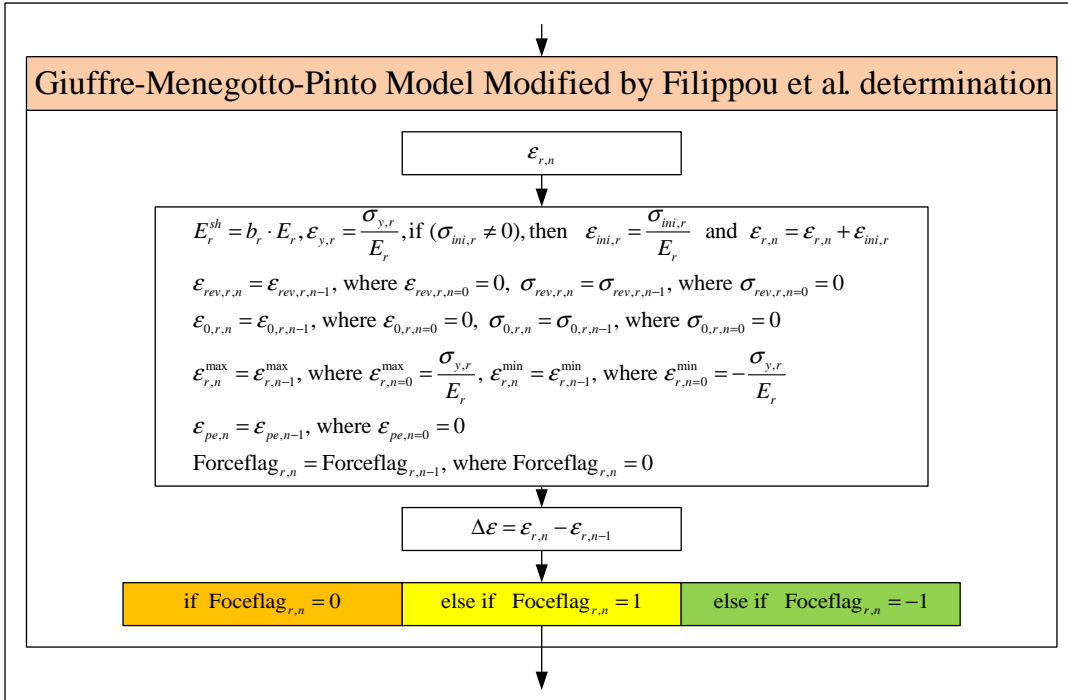 Giuffre-Menegotto-Pinto Model Modified by Filippou et al. determination
ε_{r,n}
E_r^{sh} = b_r · E_r, ε_{y,r} = σ_{y,r}/E_r, if (σ_{ini,r} ≠ 0), then ε_{ini,r} = σ_{ini,r}/E_r and ε_{r,n} = ε_{r,n} + ε_{ini,r}
ε_{rev,r,n} = ε_{rev,r,n-1}, where ε_{rev,r,n=0} = 0, σ_{rev,r,n} = σ_{rev,r,n-1}, where σ_{rev,r,n=0} = 0
ε_{0,r,n} = ε_{0,r,n-1}, where ε_{0,r,n=0} = 0, σ_{0,r,n} = σ_{0,r,n-1}, where σ_{0,r,n=0} = 0
ε_{r,n}^{max} = ε_{r,n-1}^{max}, where ε_{r,n=0}^{max} = σ_{y,r}/E_r, ε_{r,n}^{min} = ε_{r,n-1}^{min}, where ε_{r,n=0}^{min} = -σ_{y,r}/E_r
ε_{pe,n} = ε_{pe,n-1}, where ε_{pe,n=0} = 0
Forceflag_{r,n} = Forceflag_{r,n-1}, where Forceflag_{r,n} = 0
Δε = ε_{r,n} - ε_{r,n-1}
if Foceflag_{r,n} = 0
else if Foceflag_{r,n} = 1
else if Foceflag_{r,n} = -1